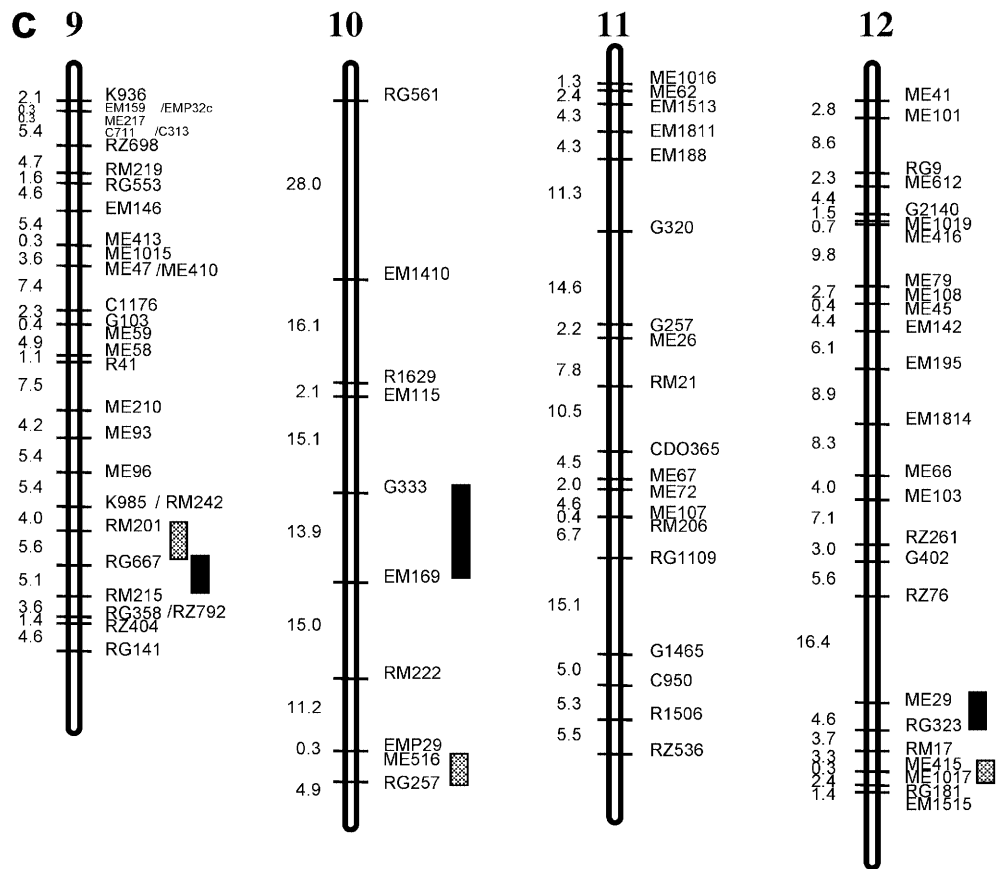 C 9 10 11 12
2.1
0.3
0.3
5.4
4.7
1.6
4.6
5.4
0.3
3.6
7.4
2.3
0.4
4.9
1.1
7.5
4.2
5.4
5.4
4.0
5.6
5.1
3.6
1.4
4.6
K936
EM159 /EMP32c
ME217
C711 /C313
RZ698
RM219
RG553
EM146
ME413
ME1015
ME47 /ME410
C1176
G103
ME59
ME58
R41
ME210
ME93
ME96
K985 / RM242
RM201
RG667
RM215
RG358 /RZ792
RZ404
RG141
28.0
16.1
2.1
15.1
13.9
15.0
11.2
0.3
4.9
RG561
EM1410
R1629
EM115
G333
EM169
RM222
EMP29
ME516
RG257
1.3
2.4
4.3
4.3
11.3
14.6
2.2
7.8
10.5
4.5
2.0
4.6
0.4
6.7
15.1
5.0
5.3
5.5
ME1016
ME62
EM1513
EM1811
EM188
G320
G257
ME26
RM21
CDO365
ME67
ME72
ME107
RM206
RG1109
G1465
C950
R1506
RZ536
2.8
8.6
2.3
4.4
1.5
0.7
9.8
2.7
0.4
4.4
6.1
8.9
8.3
4.0
7.1
3.0
5.6
16.4
4.6
3.7
3.3
0.3
2.4
1.4
ME41
ME101
RG9
ME612
G2140
ME1019
ME416
ME79
ME108
ME45
EM142
EM195
EM1814
ME66
ME103
RZ261
G402
RZ76
ME29
RG323
RM17
ME415
ME1017
RG181
EM1515